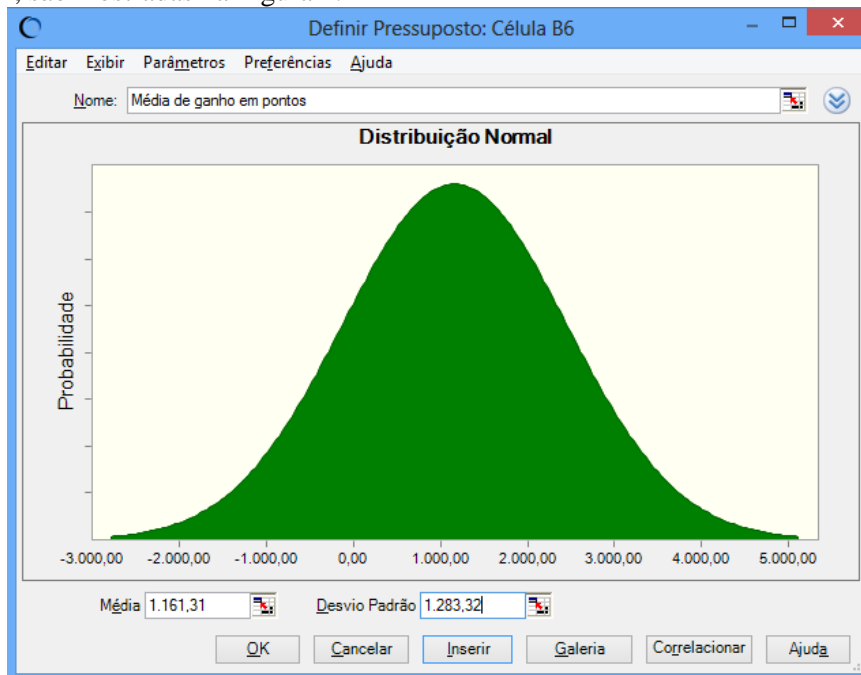 Definir Pressuposto: Célula B6
Editar Exibir Parâmetros Preferências Ajuda
Nome: Média de ganho em pontos
Distribuição Normal
Probabilidade
-3.000,00 -2.000,00 -1.000,00 0,00 1.000,00 2.000,00 3.000,00 4.000,00 5.000,00
Média 1.161,31 Desvio Padrão 1.283,32
OK Cancelar Inserir Galeria Correlacionar Ajuda